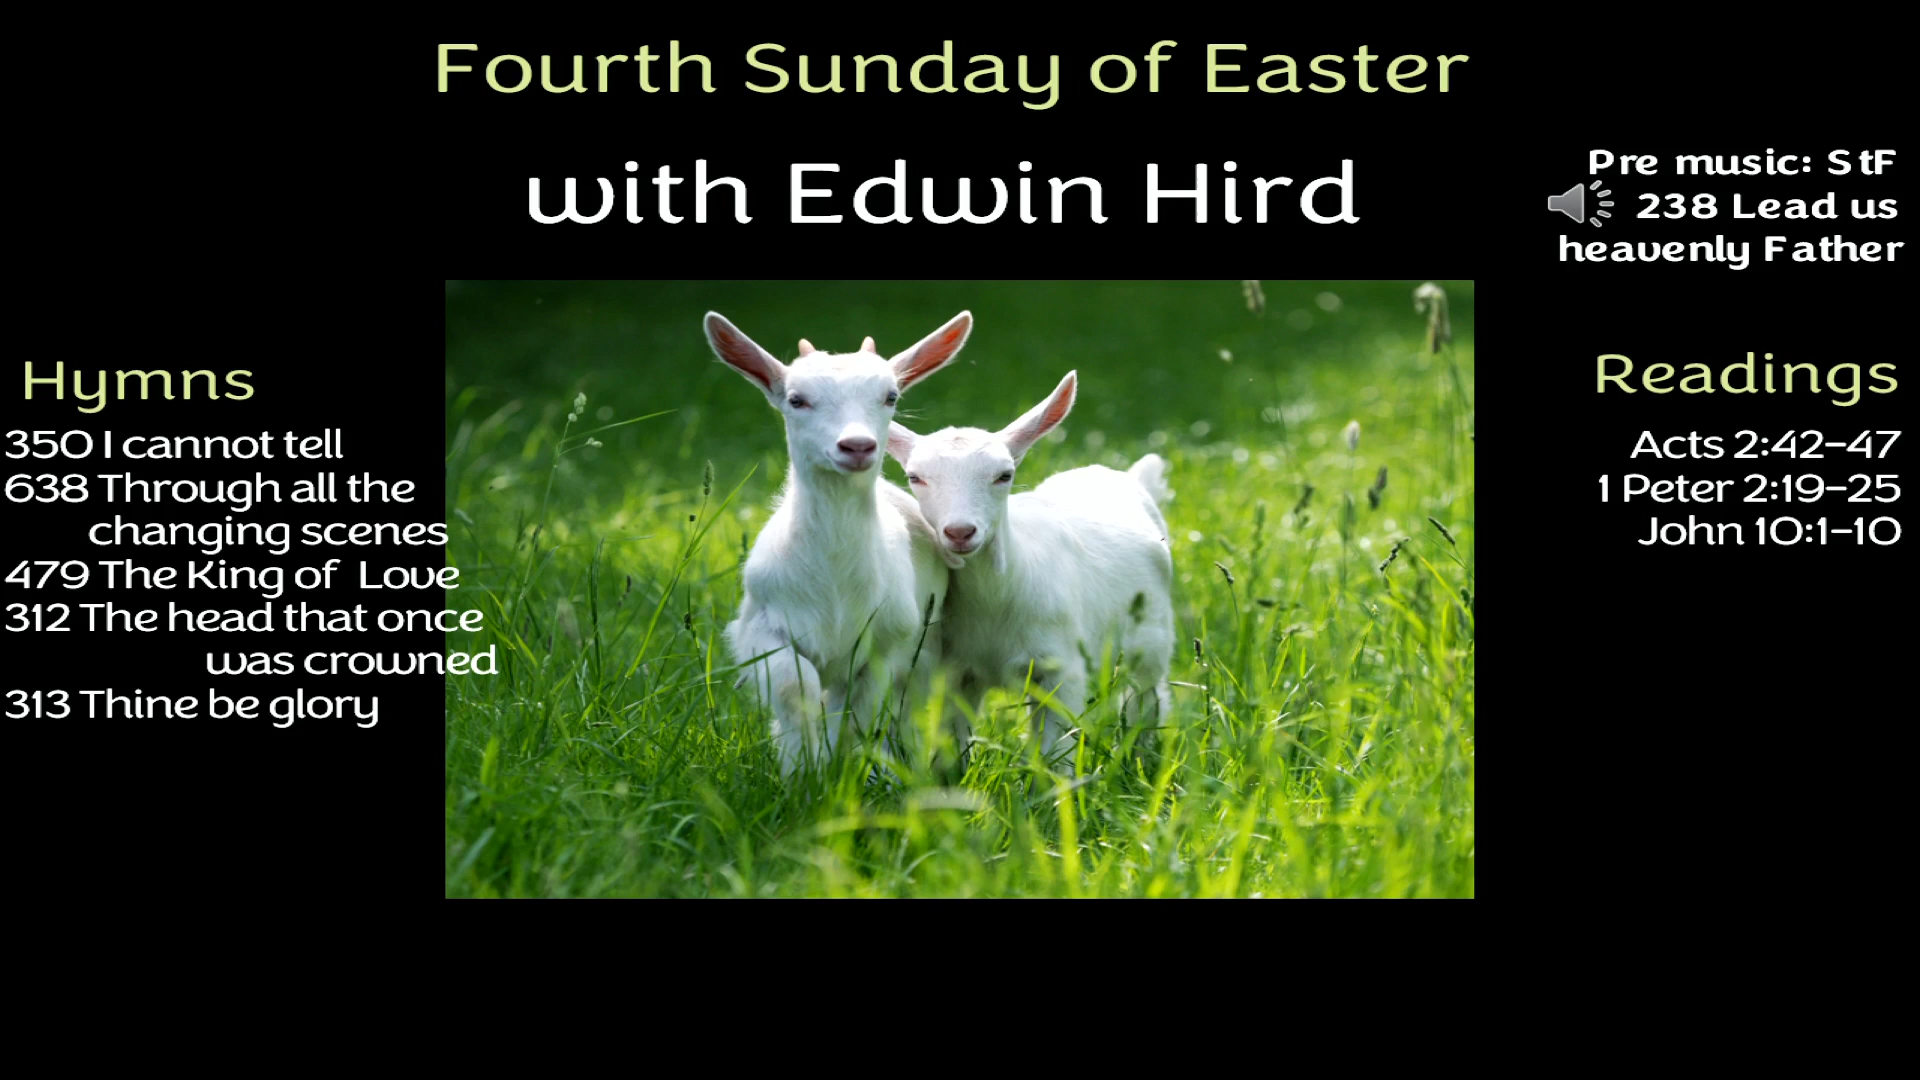 Fourth Sunday of Easter
with Edwin Hird
Pre music: StF
238 Lead us
heavenly Father
Hymns
350 I cannot tell
638 Through all the
changing scenes
479 The King of Love
312 The head that once
was crowned
313 Thine be glory
Readings
Acts 2:42–47
1 Peter 2:19–25
John 10:1–10